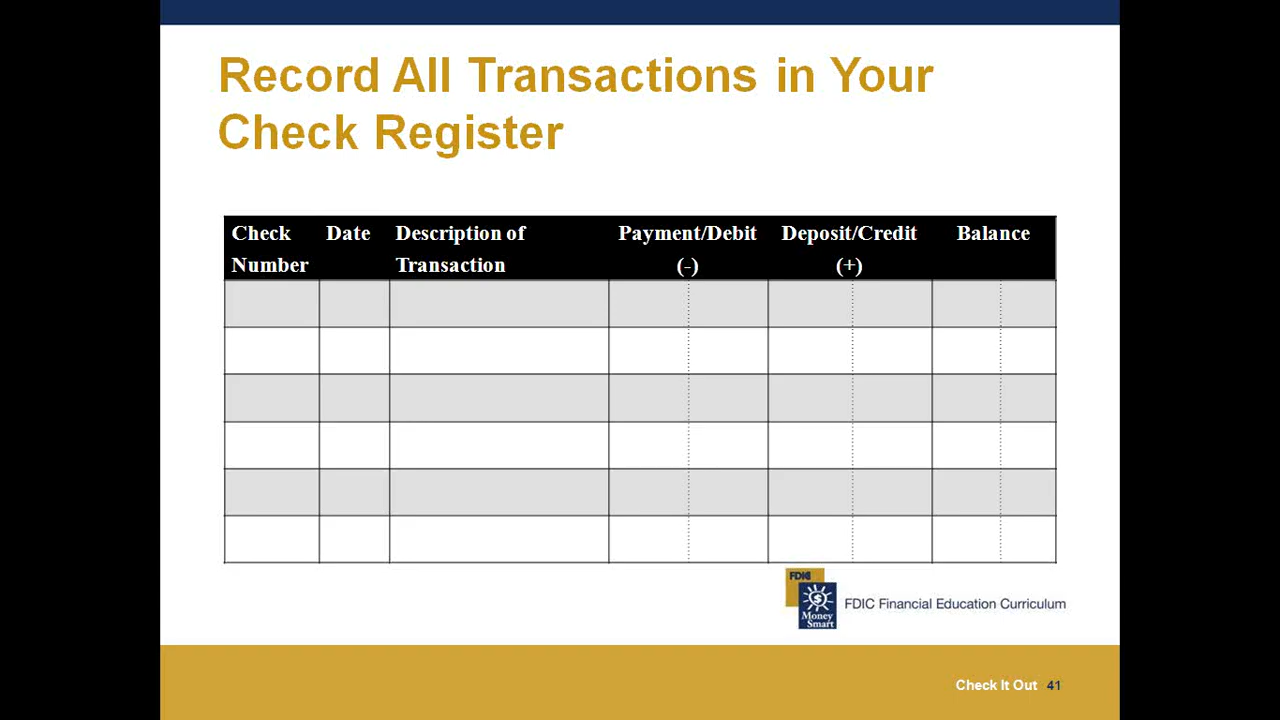 Record All Transactions in Your
Check Register
Check Number
Date
Description of Transaction
Payment/Debit (-)
Deposit/Credit (+)
Balance
FDIC
$
Money
Smart
FDIC Financial Education Curriculum
Check It Out 41